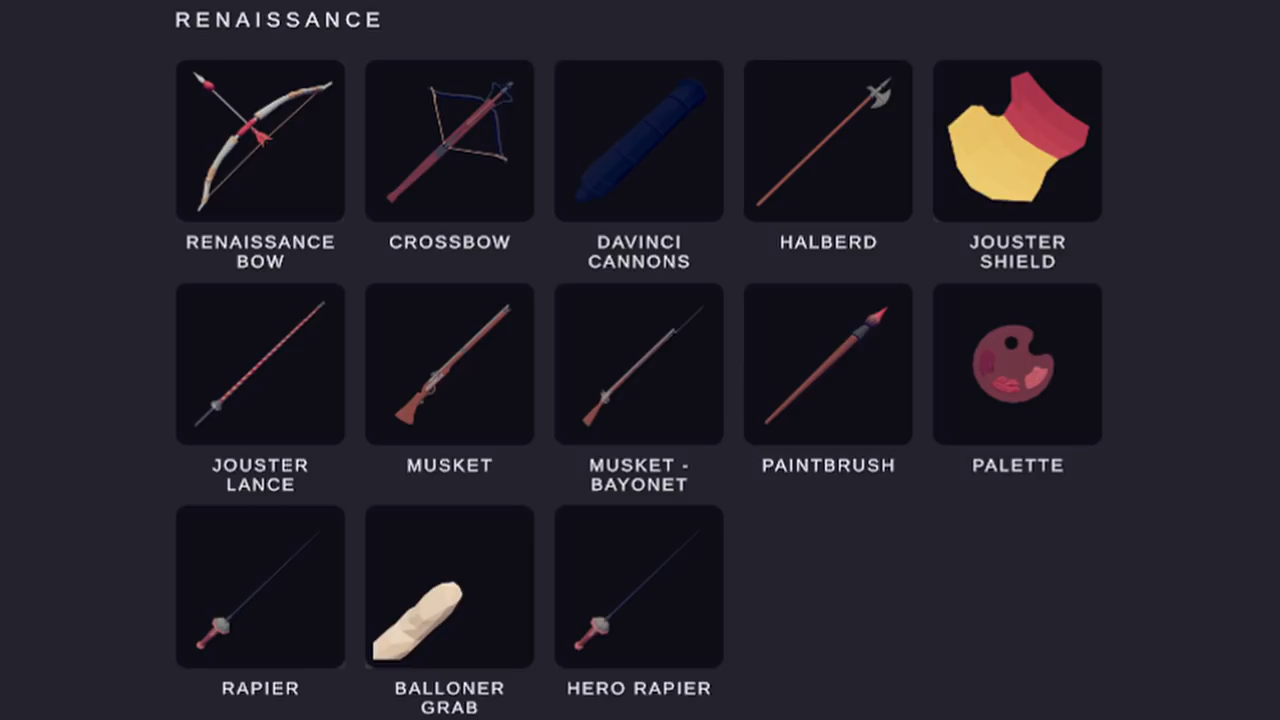 RENAISSANCE
RENAISSANCE
BOW
CROSSBOW
DAVINCI
CANNONS
HALBERD
JOUSTER
SHIELD
JOUSTER
LANCE
MUSKET
MUSKET -
BAYONET
PAINTBRUSH
PALETTE
RAPIER
BALLONER
GRAB
HERO RAPIER